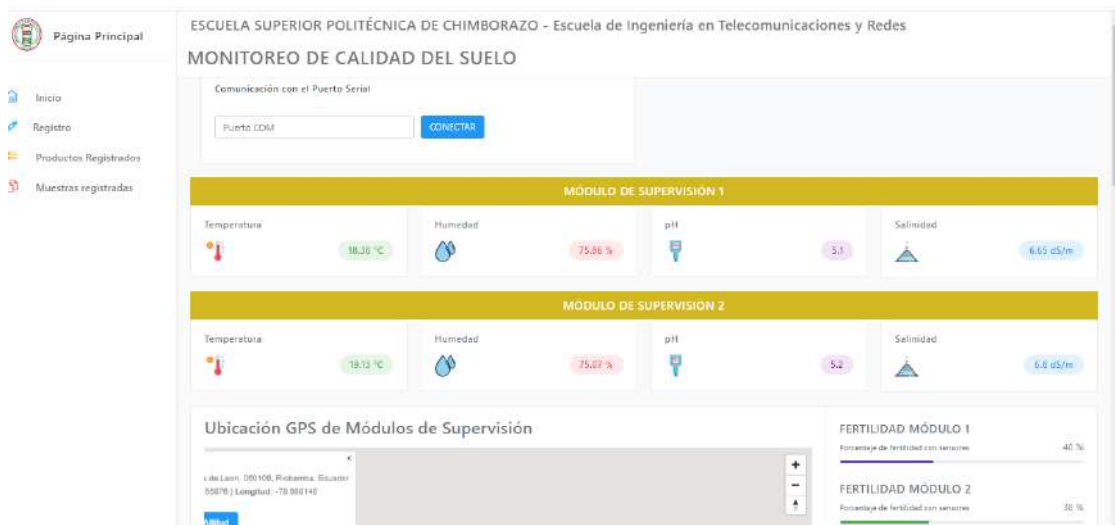 ESCUELA SUPERIOR POLITÉCNICA DE CHIMBORAZO - Escuela de Ingeniería en Telecomunicaciones y Redes
Página Principal
MONITOREO DE CALIDAD DEL SUELO
Inicio
Registro
Productos Registrados
Muestras registradas
Comunicación con el Puerto Serial
Puerto COM
CONECTAR
MÓDULO DE SUPERVISIÓN 1
Temperatura
Humedad
pH
Salinidad
75.86 %
5.1
6.65 dS/m
MÓDULO DE SUPERVISION 2
Temperatura
Humedad
pH
Salinidad
19.13 °C
75.07 %
5.2
6.8 dS/m
Ubicación GPS de Módulos de Supervisión
×
Riobamba, Ecuador
Longitud:
Altitud
+
−
FERTILIDAD MÓDULO 1
Porcentaje de fertilidad con sensores
40 %
FERTILIDAD MÓDULO 2
Porcentaje de fertilidad con sensores
38 %